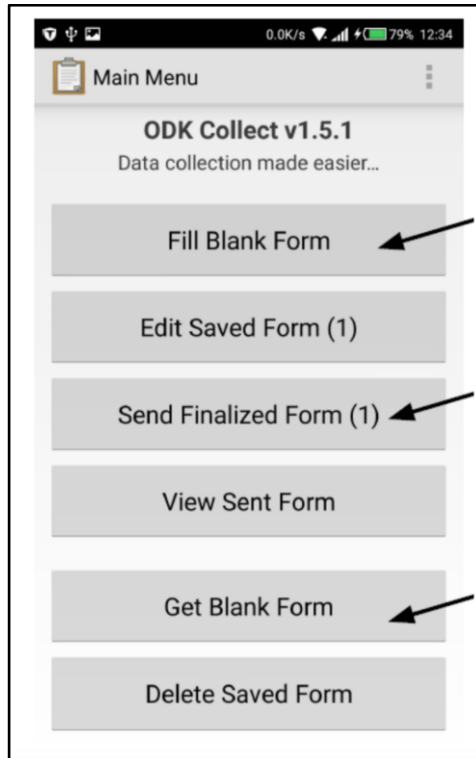 0.0K/s 79% 12:34
Main Menu
ODK Collect v1.5.1
Data collection made easier...
Fill Blank Form
Edit Saved Form (1)
Send Finalized Form (1)
View Sent Form
Get Blank Form
Delete Saved Form